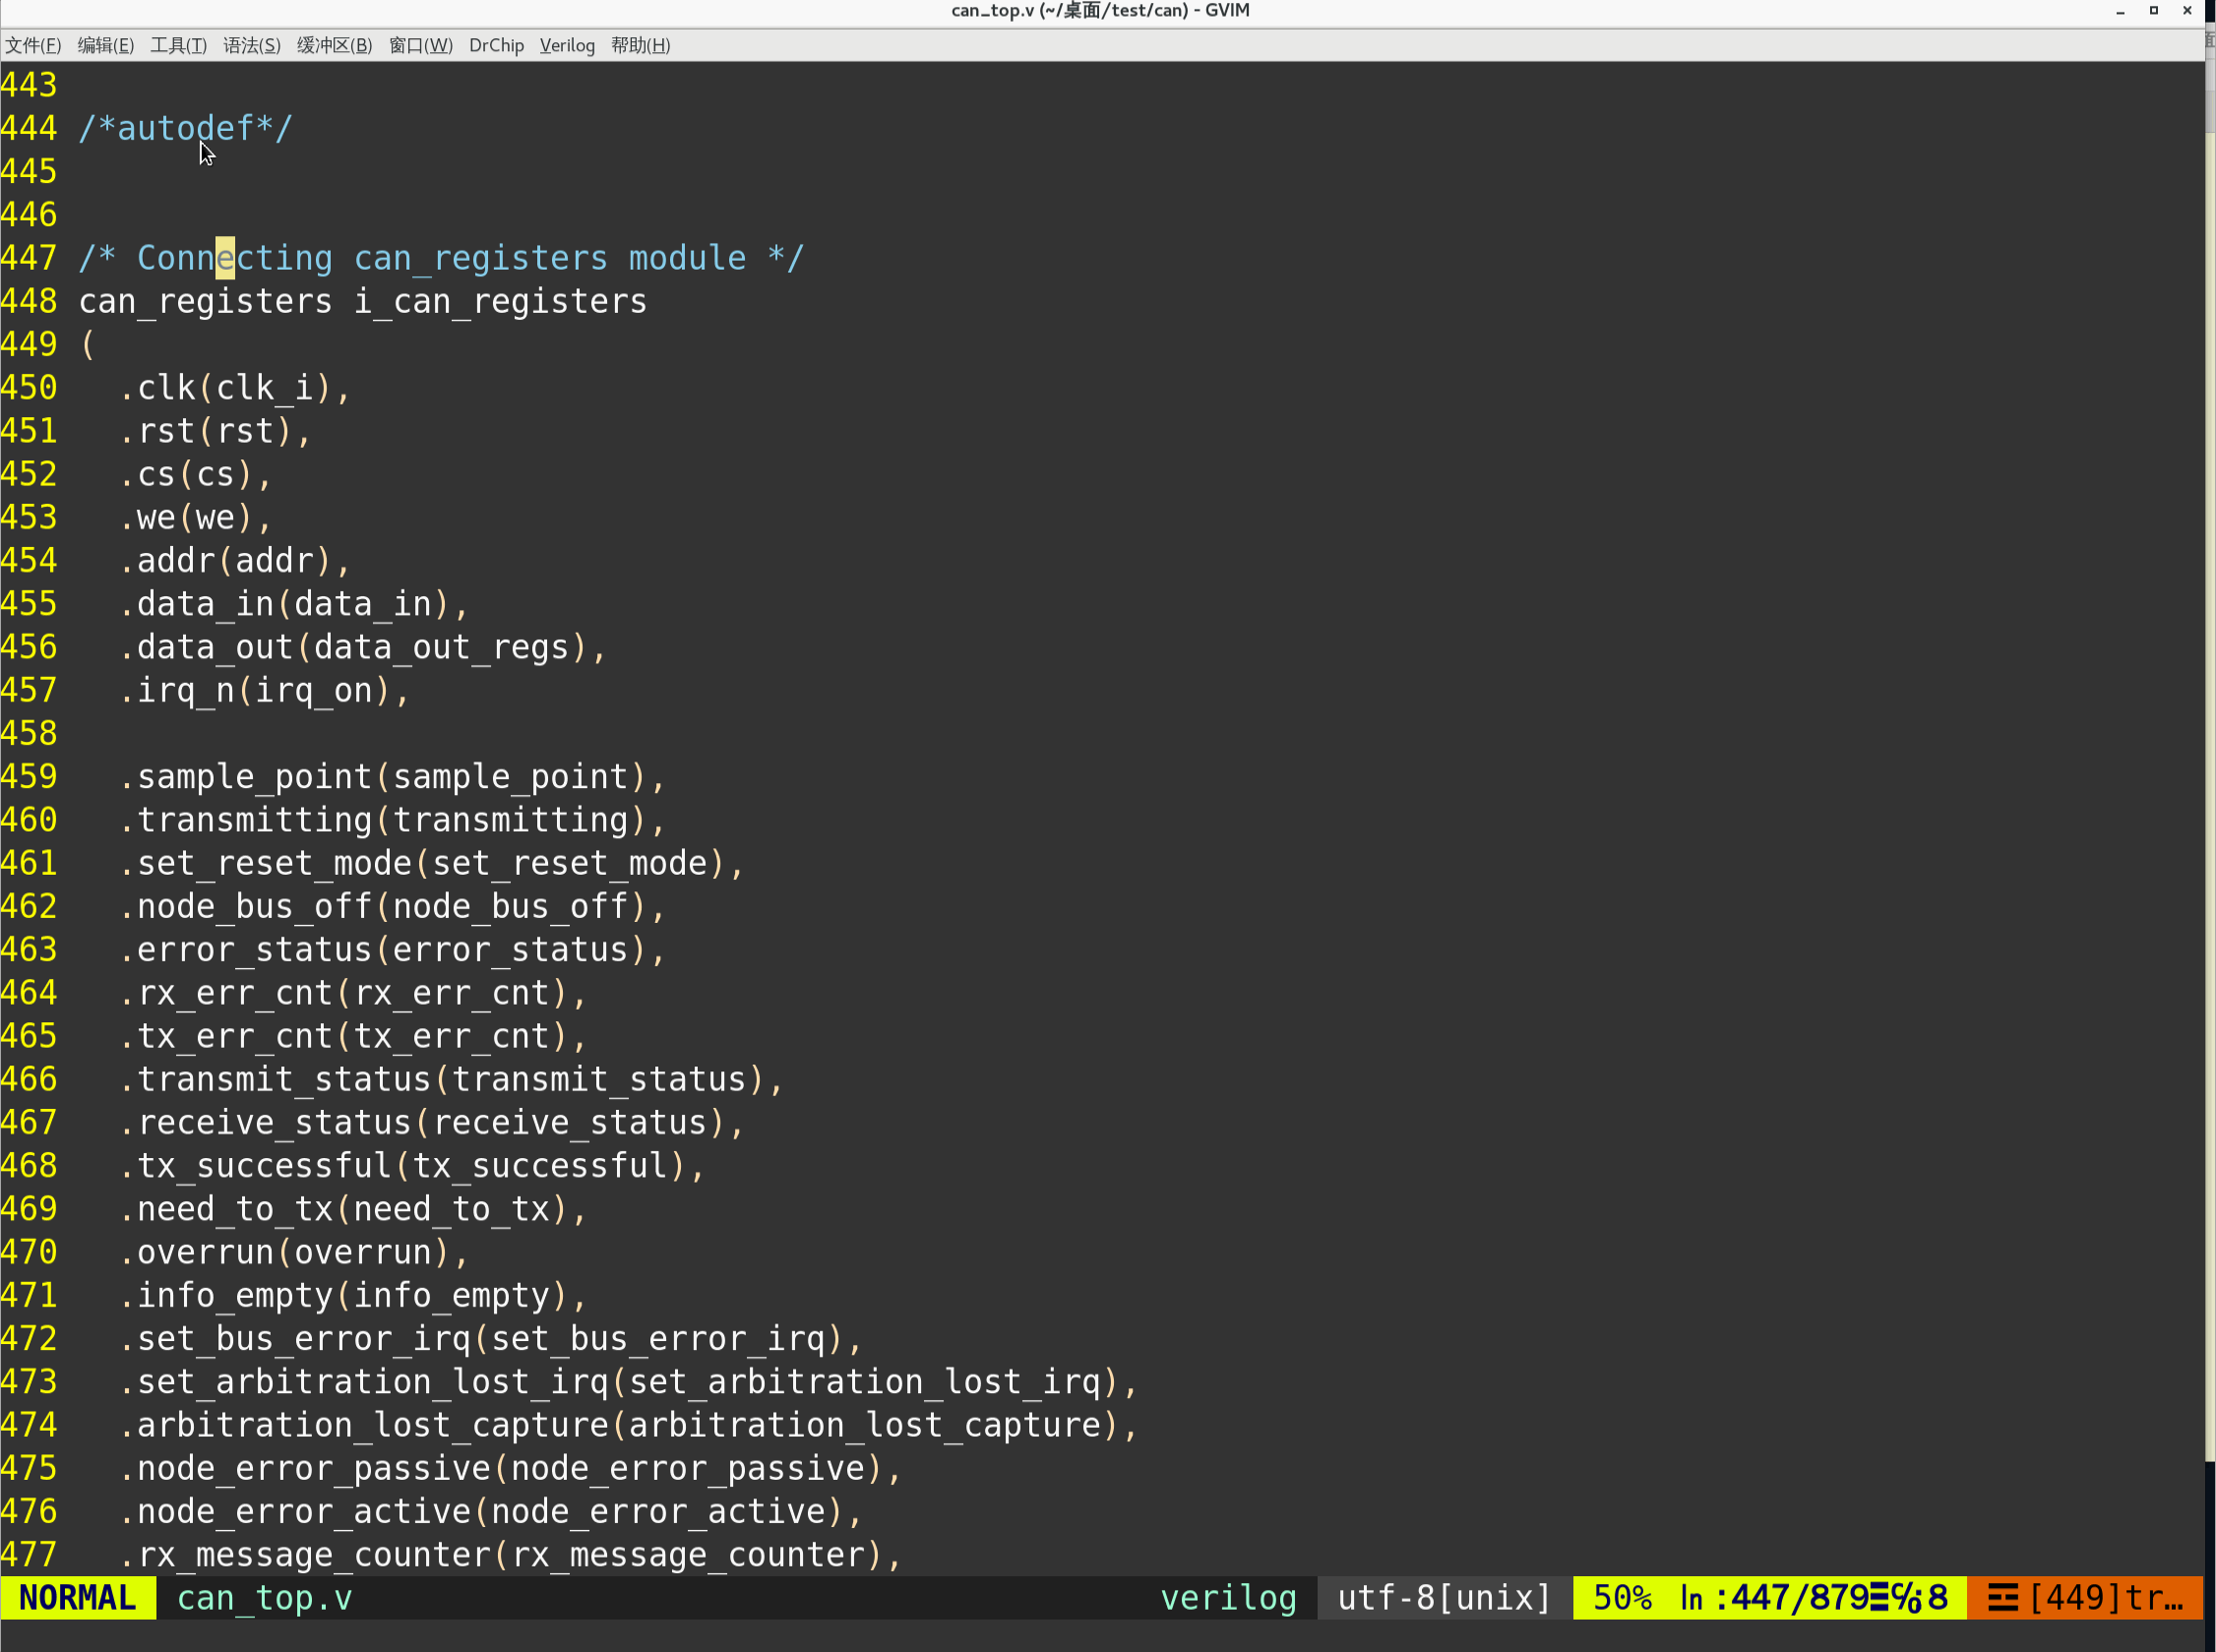 can_top.v (~/桌面/test/can) - GVIM
文件(F) 编辑(E) 工具(T) 语法(S) 缓冲区(B) 窗口(W) DrChip Verilog 帮助(H)
443
444 /*autodef*/
445
446
447 /* Connecting can_registers module */
448 can_registers i_can_registers
449 (
450   .clk(clk_i),
451   .rst(rst),
452   .cs(cs),
453   .we(we),
454   .addr(addr),
455   .data_in(data_in),
456   .data_out(data_out_regs),
457   .irq_n(irq_on),
458
459   .sample_point(sample_point),
460   .transmitting(transmitting),
461   .set_reset_mode(set_reset_mode),
462   .node_bus_off(node_bus_off),
463   .error_status(error_status),
464   .rx_err_cnt(rx_err_cnt),
465   .tx_err_cnt(tx_err_cnt),
466   .transmit_status(transmit_status),
467   .receive_status(receive_status),
468   .tx_successful(tx_successful),
469   .need_to_tx(need_to_tx),
470   .overrun(overrun),
471   .info_empty(info_empty),
472   .set_bus_error_irq(set_bus_error_irq),
473   .set_arbitration_lost_irq(set_arbitration_lost_irq),
474   .arbitration_lost_capture(arbitration_lost_capture),
475   .node_error_passive(node_error_passive),
476   .node_error_active(node_error_active),
477   .rx_message_counter(rx_message_counter),
NORMAL can_top.v verilog utf-8[unix] 50% ㏑:447/879☰℅:8 ☲ [449]tr…